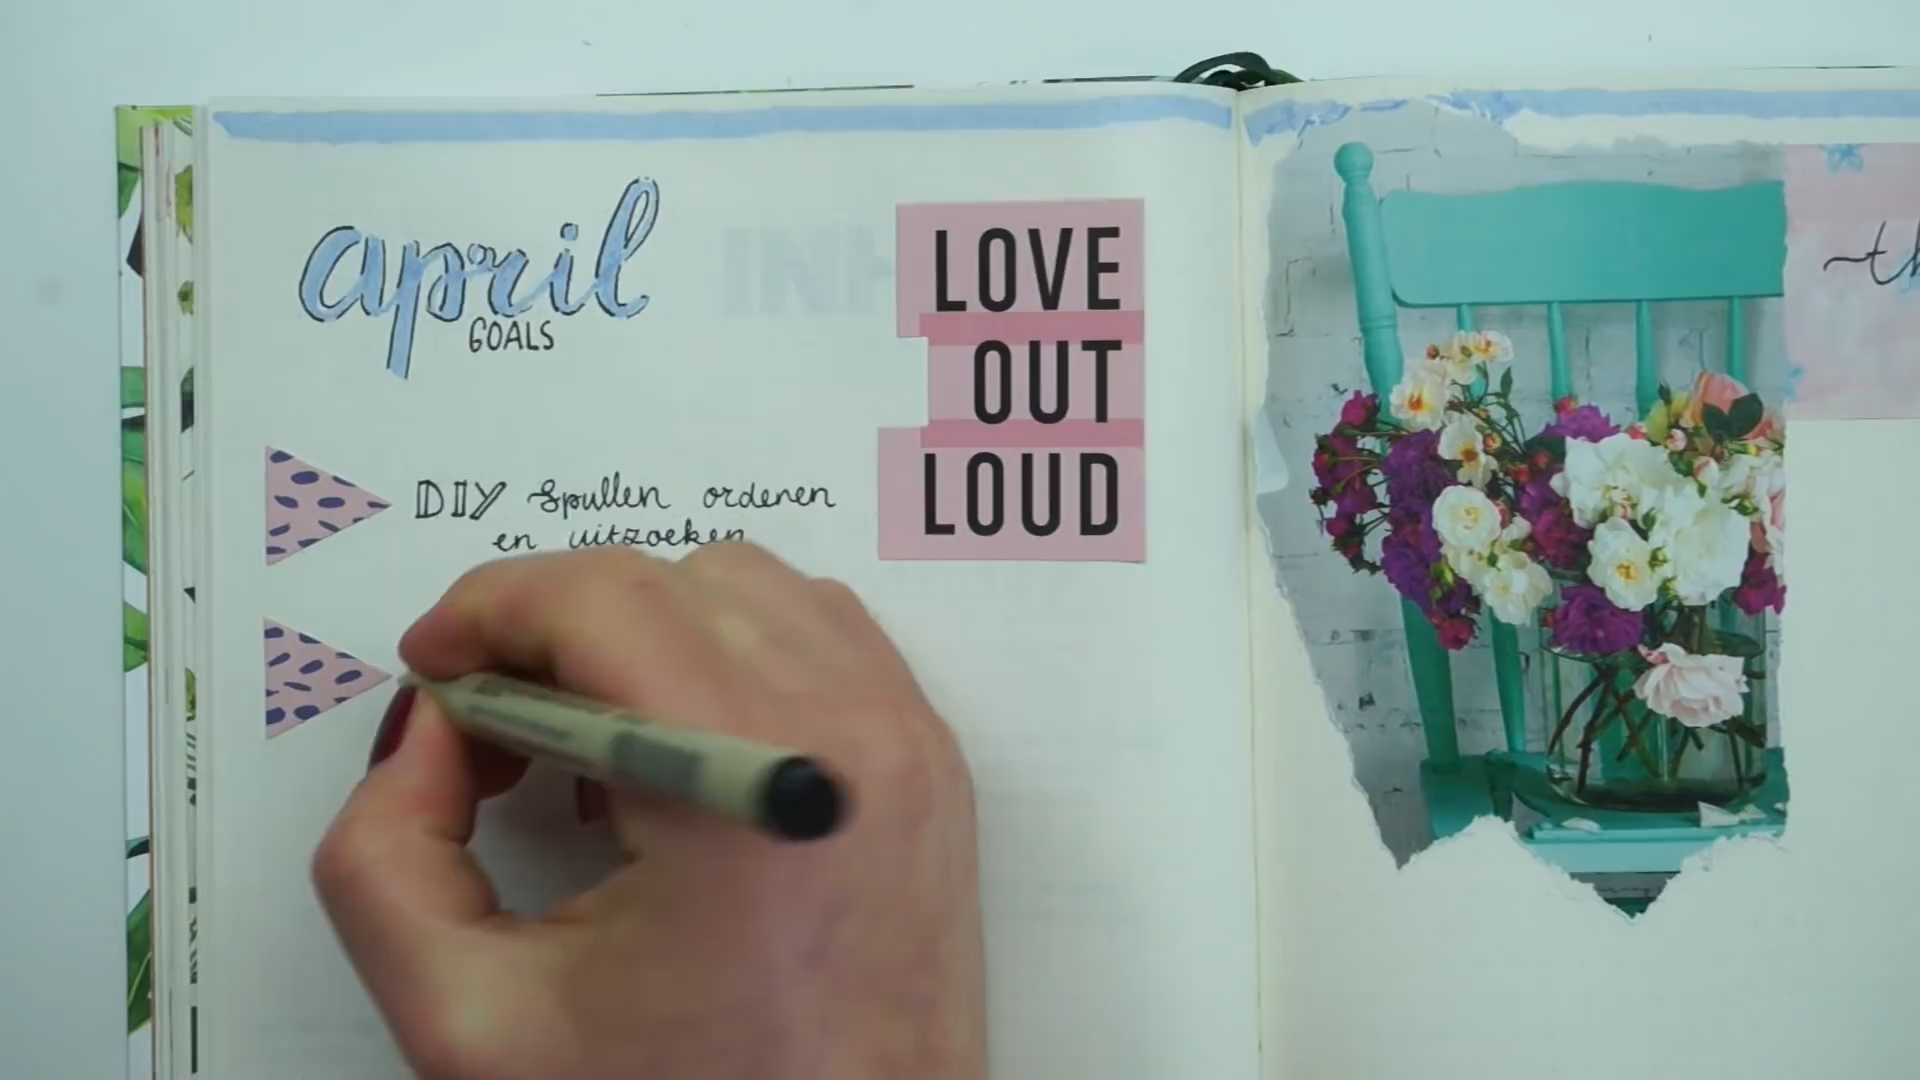 april
GOALS
LOVE
OUT
LOUD
DIY spullen ordenen
en uitzoeken